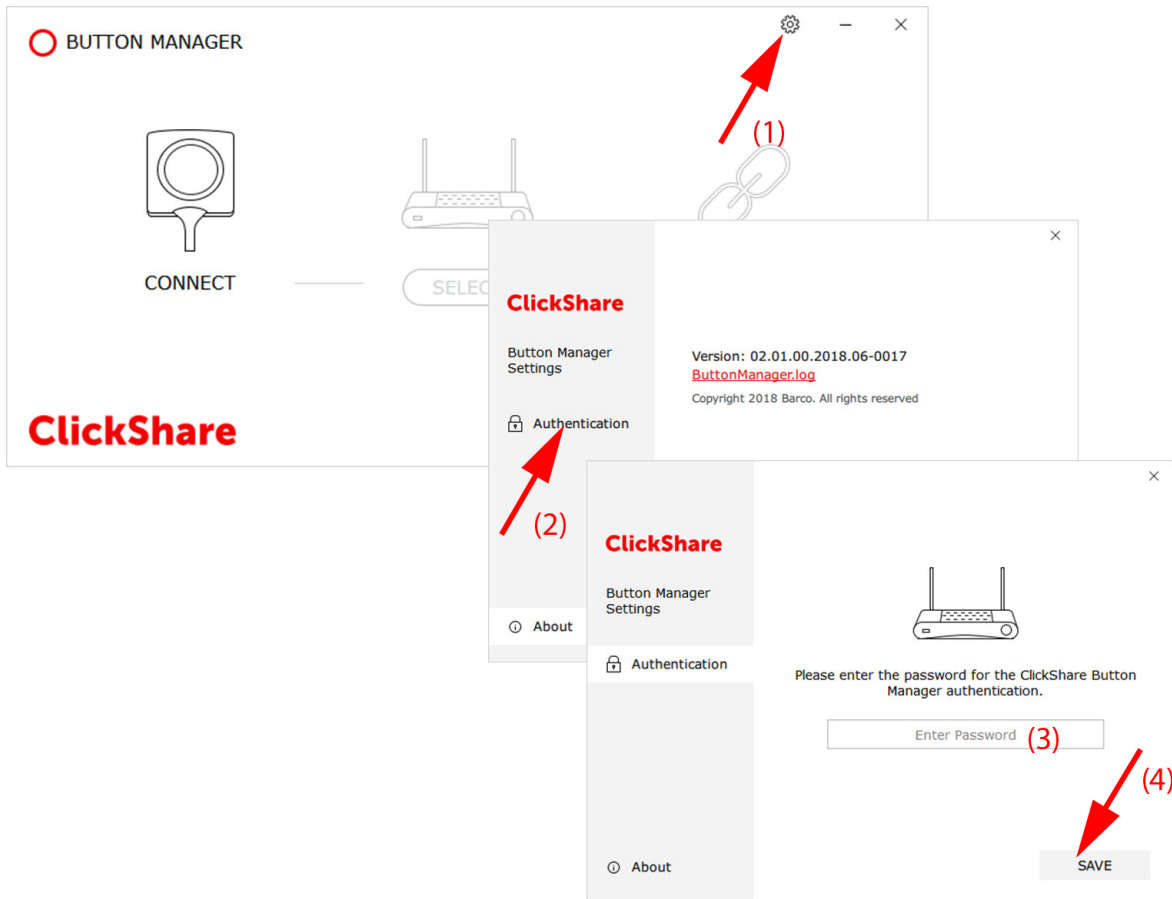 BUTTON MANAGER
(1)
CONNECT
SELEC
ClickShare
ClickShare
Button Manager
Settings
Authentication
(2)
About
Version: 02.01.00.2018.06-0017
ButtonManager.log
Copyright 2018 Barco. All rights reserved
ClickShare
Button Manager
Settings
Authentication
About
Please enter the password for the ClickShare Button
Manager authentication.
Enter Password (3)
(4)
SAVE